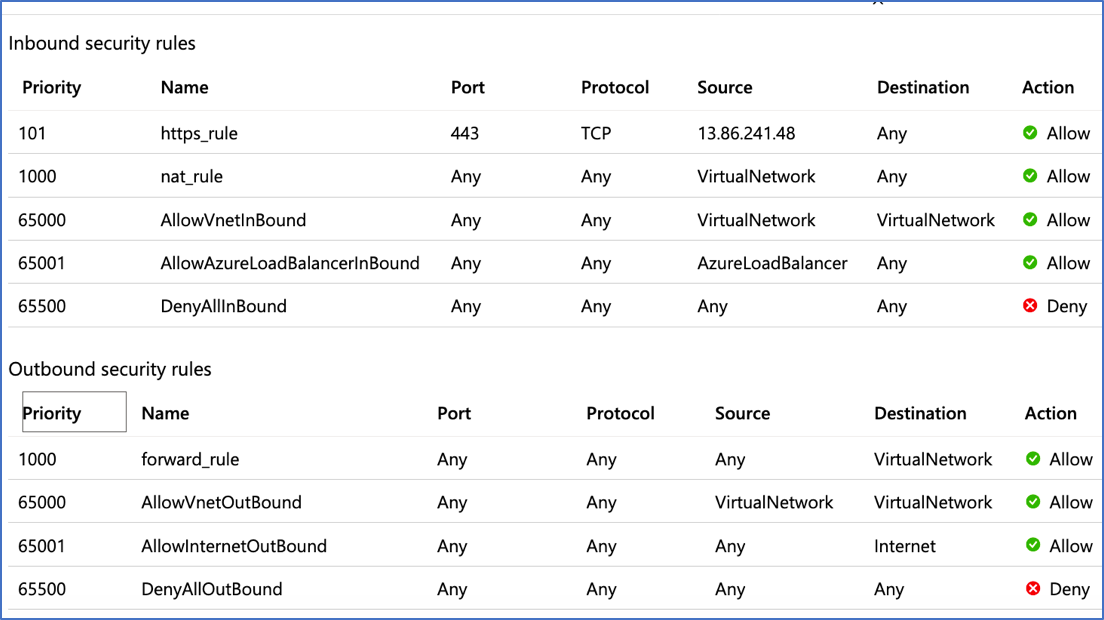 Inbound security rules
Priority Name Port Protocol Source Destination Action
101 https_rule 443 TCP 13.86.241.48 Any Allow
1000 nat_rule Any Any VirtualNetwork Any Allow
65000 AllowVnetInBound Any Any VirtualNetwork VirtualNetwork Allow
65001 AllowAzureLoadBalancerInBound Any Any AzureLoadBalancer Any Allow
65500 DenyAllInBound Any Any Any Any Deny
Outbound security rules
Priority Name Port Protocol Source Destination Action
1000 forward_rule Any Any Any VirtualNetwork Allow
65000 AllowVnetOutBound Any Any VirtualNetwork VirtualNetwork Allow
65001 AllowInternetOutBound Any Any Any Internet Allow
65500 DenyAllOutBound Any Any Any Any Deny